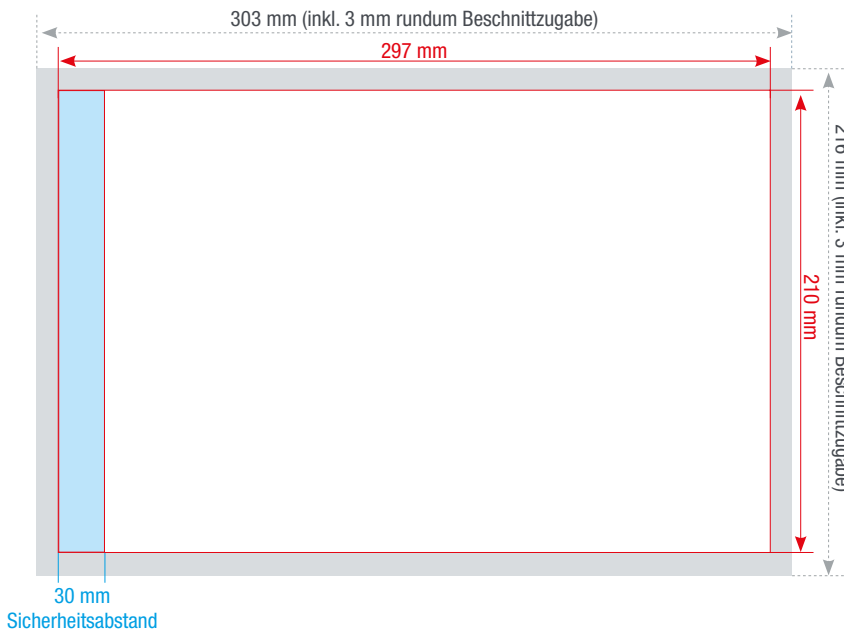 303 mm (inkl. 3 mm rundum Beschnittzugabe)
297 mm
216 mm (inkl. 3 mm rundum Beschnittzugabe)
210 mm
30 mm
Sicherheitsabstand